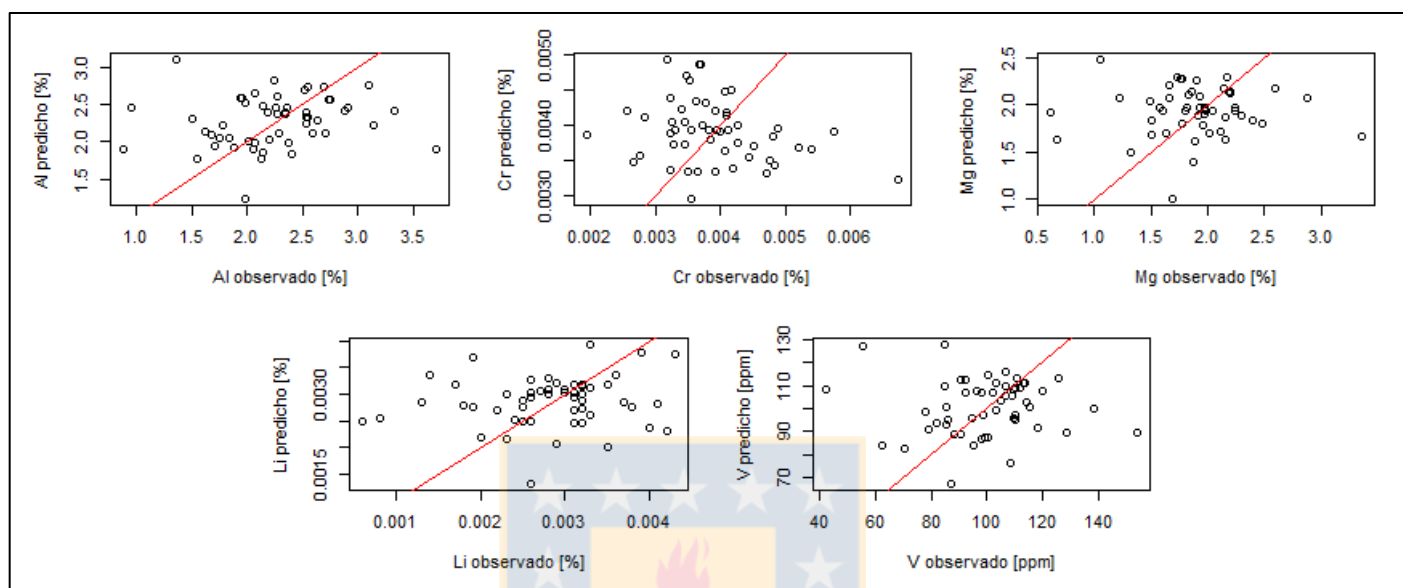 Al predicho [%]
3.0
2.5
2.0
1.5
1.0 1.5 2.0 2.5 3.0 3.5
Al observado [%]
Cr predicho [%]
0.0050
0.0040
0.0030
0.002 0.003 0.004 0.005 0.006
Cr observado [%]
Mg predicho [%]
2.5
2.0
1.5
1.0
0.5 1.0 1.5 2.0 2.5 3.0
Mg observado [%]
Li predicho [%]
0.0030
0.0015
0.001 0.002 0.003 0.004
Li observado [%]
V predicho [ppm]
130
110
90
70
40 60 80 100 120 140
V observado [ppm]